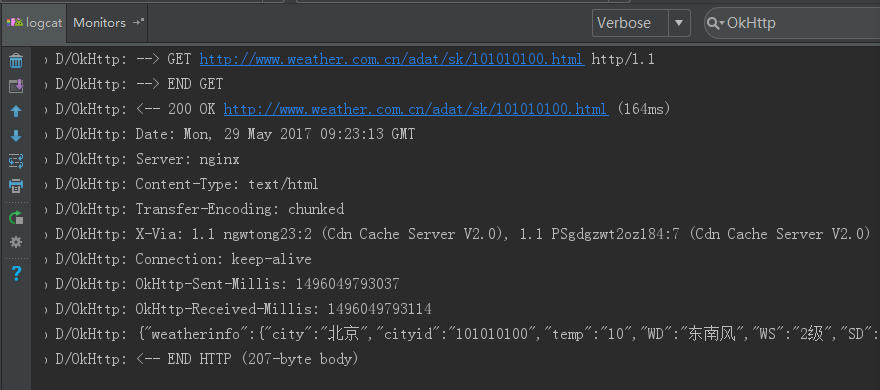 logcat Monitors Verbose OkHttp
D/OkHttp: --> GET http://www.weather.com.cn/adat/sk/101010100.html http/1.1
D/OkHttp: --> END GET
D/OkHttp: <-- 200 OK http://www.weather.com.cn/adat/sk/101010100.html (164ms)
D/OkHttp: Date: Mon, 29 May 2017 09:23:13 GMT
D/OkHttp: Server: nginx
D/OkHttp: Content-Type: text/html
D/OkHttp: Transfer-Encoding: chunked
D/OkHttp: X-Via: 1.1 ngwtong23:2 (Cdn Cache Server V2.0), 1.1 PSgdgzwt2oz184:7 (Cdn Cache Server V2.0)
D/OkHttp: Connection: keep-alive
D/OkHttp: OkHttp-Sent-Millis: 1496049793037
D/OkHttp: OkHttp-Received-Millis: 1496049793114
D/OkHttp: {"weatherinfo":{"city":"北京","cityid":"101010100","temp":"10","WD":"东南风","WS":"2级","SD":
D/OkHttp: <-- END HTTP (207-byte body)